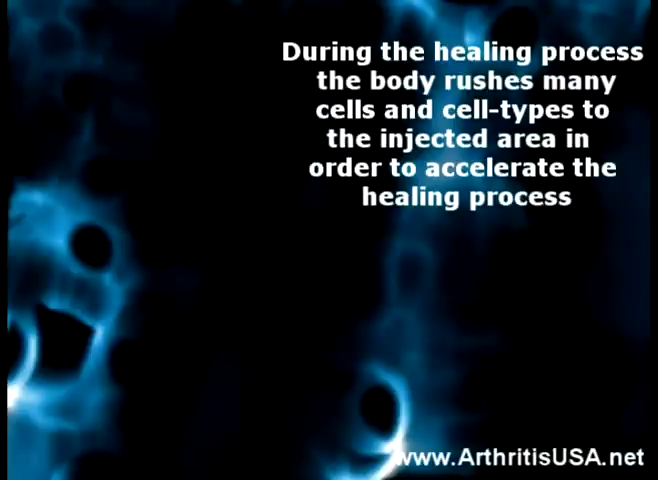 During the healing process
the body rushes many
cells and cell-types to
the injected area in
order to accelerate the
healing process
www.ArthritisUSA.net